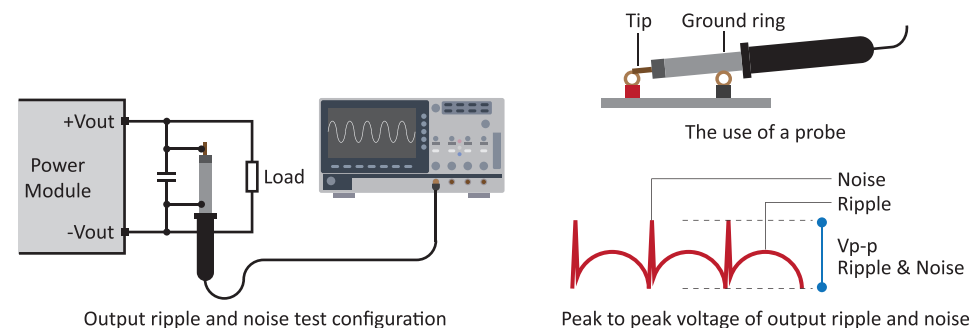 +Vout
Power
Module
-Vout
Load
Output ripple and noise test configuration
Tip
Ground ring
The use of a probe
Noise
Ripple
Vp-p
Ripple & Noise
Peak to peak voltage of output ripple and noise